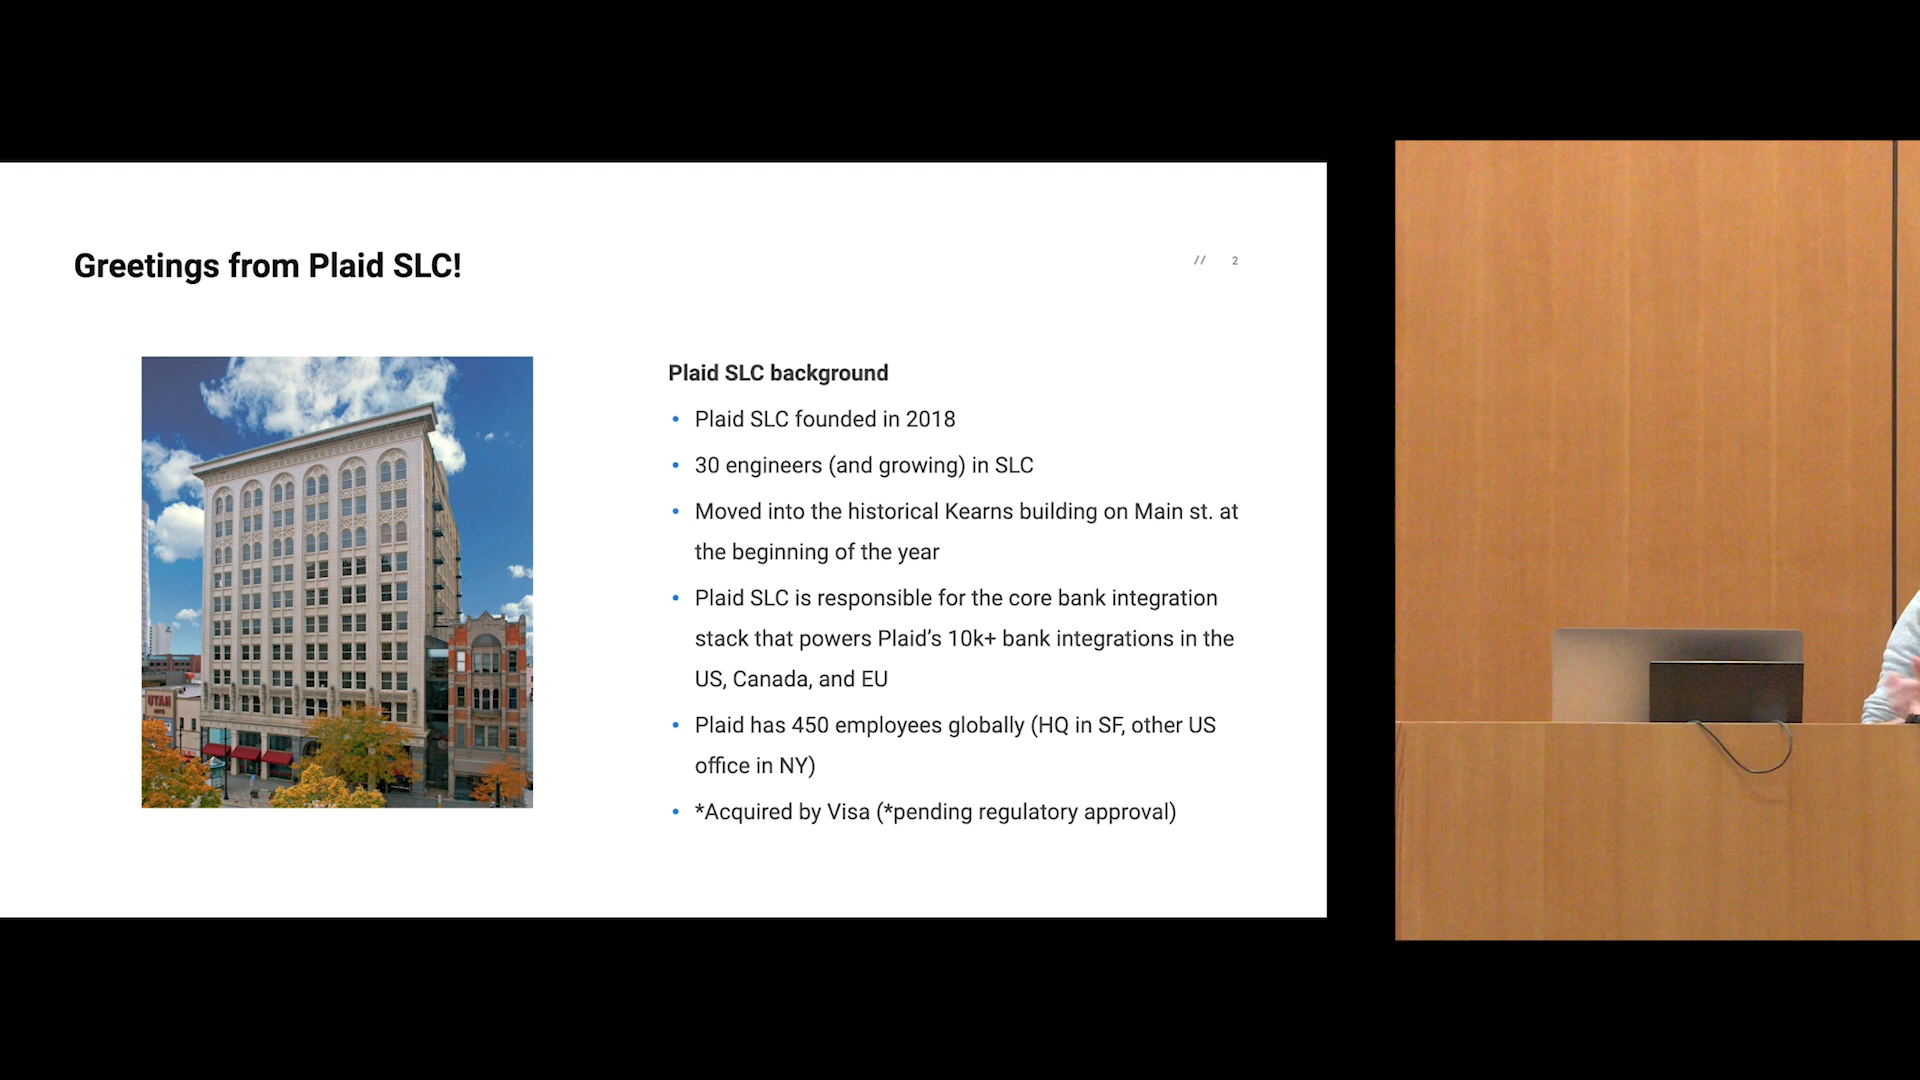 Greetings from Plaid SLC!
// 2
Plaid SLC background
• Plaid SLC founded in 2018
• 30 engineers (and growing) in SLC
• Moved into the historical Kearns building on Main st. at
the beginning of the year
• Plaid SLC is responsible for the core bank integration
stack that powers Plaid’s 10k+ bank integrations in the
US, Canada, and EU
• Plaid has 450 employees globally (HQ in SF, other US
office in NY)
• *Acquired by Visa (*pending regulatory approval)
UTAH